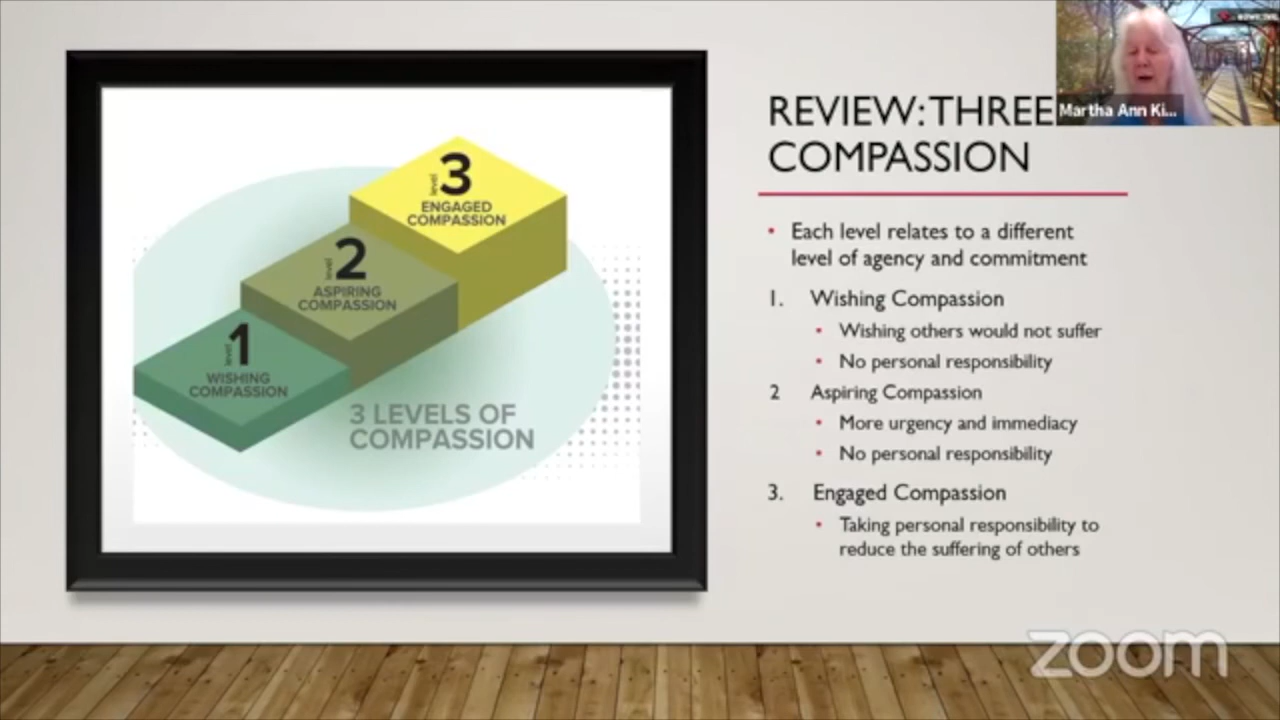 level 3
ENGAGED
COMPASSION
level 2
ASPIRING
COMPASSION
level 1
WISHING
COMPASSION
3 LEVELS OF
COMPASSION
REVIEW: THREE
COMPASSION
Martha Ann Ki...
• Each level relates to a different
level of agency and commitment
1. Wishing Compassion
• Wishing others would not suffer
• No personal responsibility
2 Aspiring Compassion
• More urgency and immediacy
• No personal responsibility
3. Engaged Compassion
• Taking personal responsibility to
reduce the suffering of others
zoom